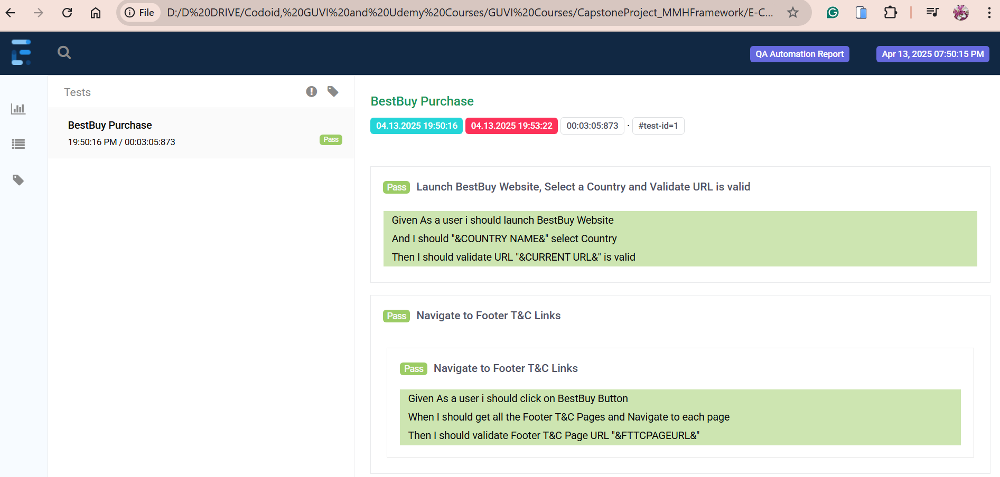 File D:/D%20DRIVE/Codoid,%20GUVI%20and%20Udemy%20Courses/GUVI%20Courses/CapstoneProject_MMHFramework/E-C...
QA Automation Report Apr 13, 2025 07:50:15 PM
Tests
BestBuy Purchase
19:50:16 PM / 00:03:05:873
Pass
BestBuy Purchase
04.13.2025 19:50:16 04.13.2025 19:53:22 00:03:05:873 · #test-id=1
Pass Launch BestBuy Website, Select a Country and Validate URL is valid
Given As a user i should launch BestBuy Website
And I should "&COUNTRY NAME&" select Country
Then I should validate URL "&CURRENT URL&" is valid
Pass Navigate to Footer T&C Links
Pass Navigate to Footer T&C Links
Given As a user i should click on BestBuy Button
When I should get all the Footer T&C Pages and Navigate to each page
Then I should validate Footer T&C Page URL "&FTTCPAGEURL&"